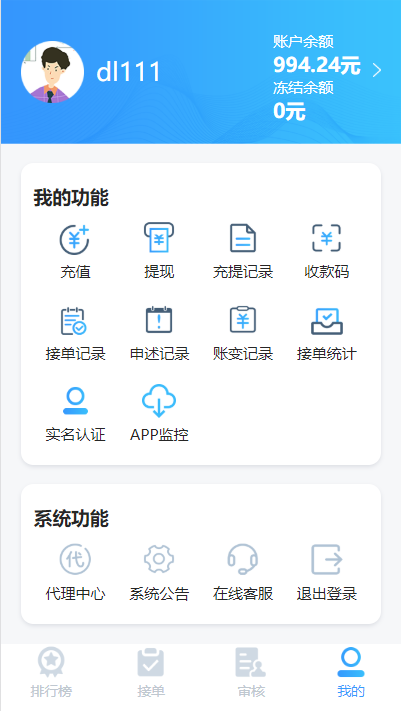 账户余额
dl111
994.24元
冻结余额
0元
我的功能
充值 提现 充提记录 收款码
接单记录 申述记录 账变记录 接单统计
实名认证 APP监控
系统功能
代
代理中心 系统公告 在线客服 退出登录
排行榜 接单 审核 我的